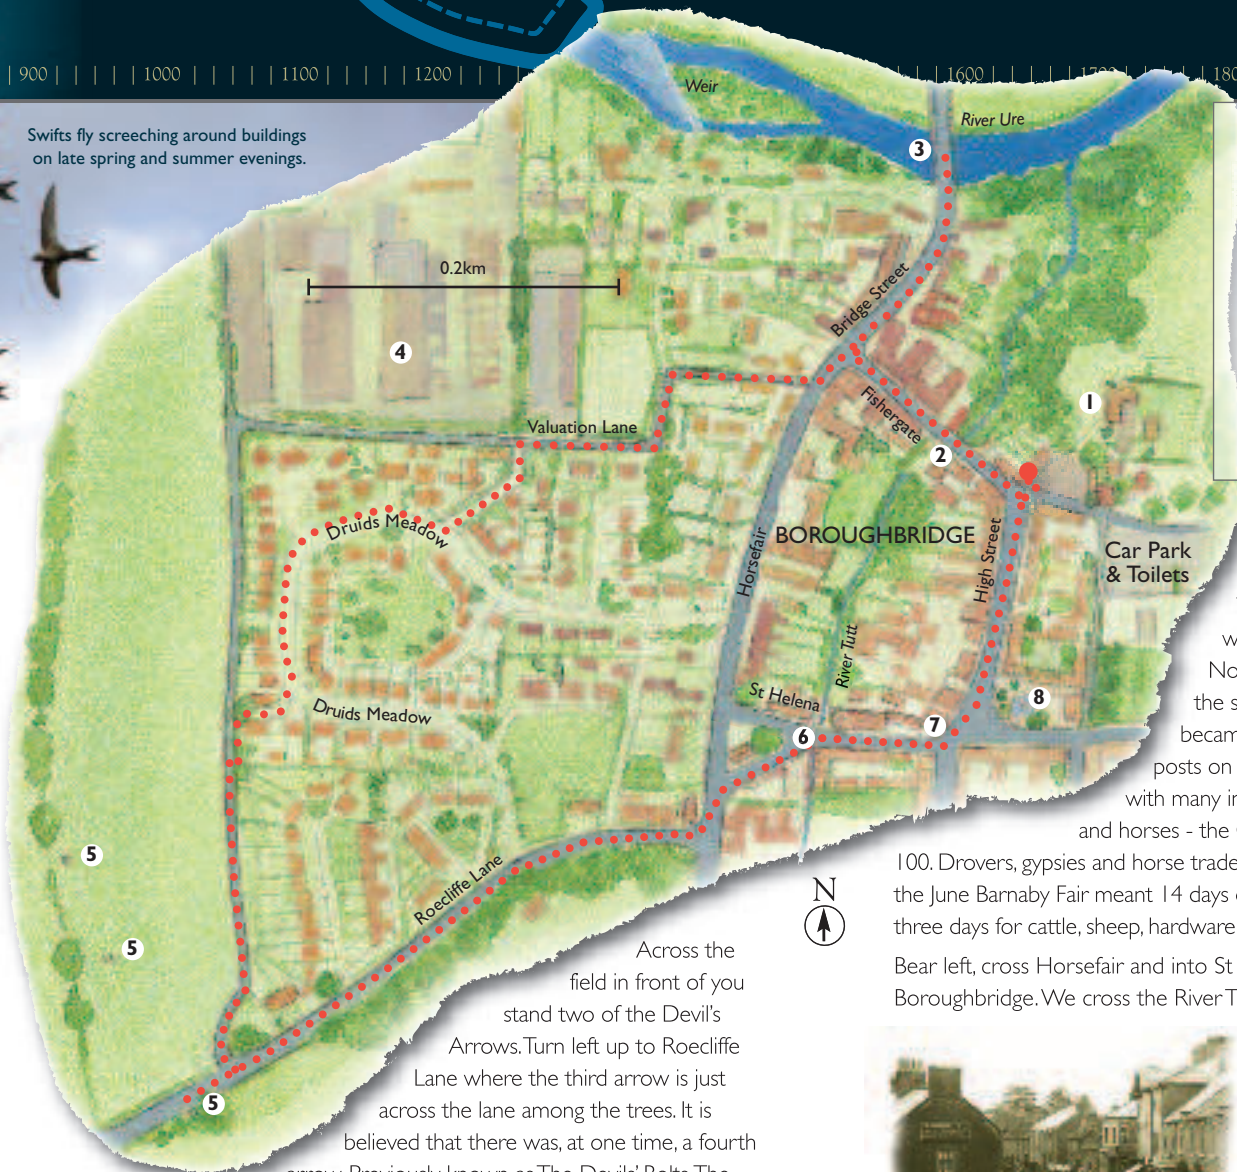 900
1000
1100
1200
1600
Swifts fly screeching around buildings
on late spring and summer evenings.
Weir
River Ure
3
0.2km
Bridge Street
4
1
Fishergate
Valuation Lane
2
Druids Meadow
BOROUGHBRIDGE
Horsefair
High Street
Car Park
& Toilets
River Tutt
St Helena
Druids Meadow
8
6
7
5
5
Roecliffe Lane
N
5
Across the
field in front of you
stand two of the Devil's
Arrows. Turn left up to Roecliffe
Lane where the third arrow is just
across the lane among the trees. It is
believed that there was, at one time, a fourth
the s
becam
posts on
with many in
and horses - the
100. Drovers, gypsies and horse trade
the June Barnaby Fair meant 14 days
three days for cattle, sheep, hardware
Bear left, cross Horsefair and into St
Boroughbridge. We cross the River T